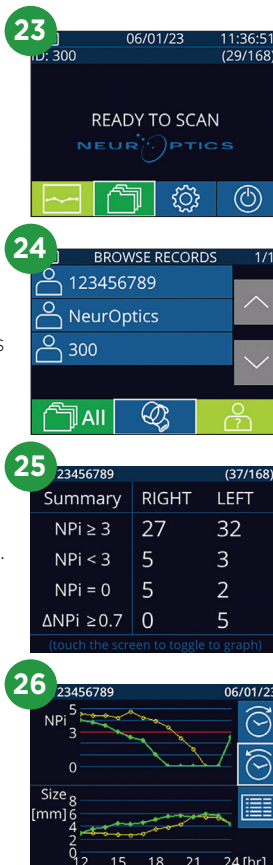 23
06/01/23 11:36:51
ID: 300 (29/168)
READY TO SCAN
NEUROPTICS
24
BROWSE RECORDS 1/1
123456789
NeurOptics
300
All
?
S
25
23456789 (37/168)
Summary RIGHT LEFT
NPi ≥ 3 27 32
NPi < 3 5 3
NPi = 0 5 2
ΔNPi ≥0.7 0 5
(touch the screen to toggle to graph)
.
26
23456789 06/01/23
NPi 5
3
0
Size 8
[mm] 6
4
2
0
12 15 18 21 24 [hr]